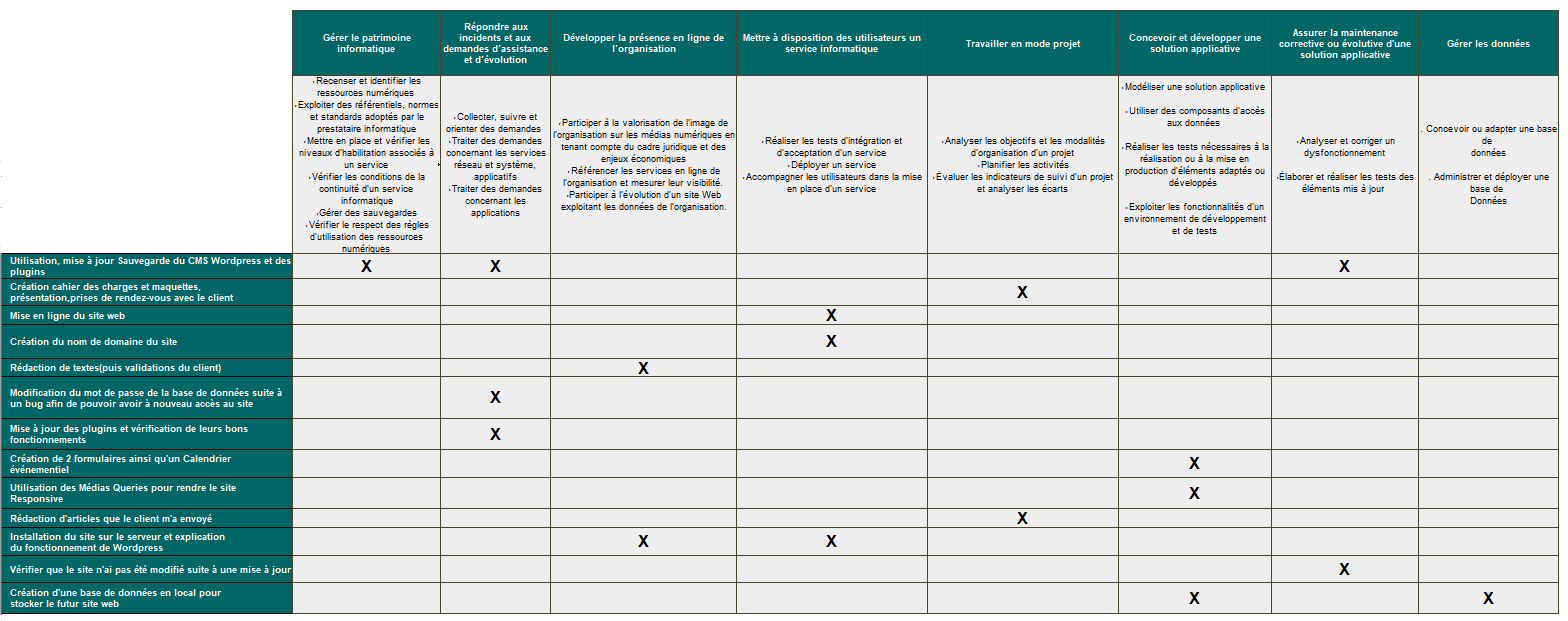 Gérer le patrimoine
informatique
Répondre aux
incidents et aux
demandes d'assistance
et d'évolution
Développer la présence en ligne de
l'organisation
Mettre à disposition des utilisateurs un
service informatique
Travailler en mode projet
Concevoir et développer une
solution applicative
Assurer la maintenance
corrective ou évolutive d'une
solution applicative
Gérer les données
·Recenser et identifier les
ressources numériques
·Exploiter des référentiels, normes
et standards adoptés par le
prestataire informatique
·Mettre en place et vérifier les
niveaux d'habilitation associés à
un service
·Vérifier les conditions de la
continuité d'un service
informatique
·Gérer des sauvegardes
·Vérifier le respect des règles
d'utilisation des ressources
numériques
·Collecter, suivre et
orienter des demandes
·Traiter des demandes
concernant les services
réseau et système,
applicatifs
·Traiter des demandes
concernant les
applications
·Participer à la valorisation de l'image de
l'organisation sur les médias numériques en
tenant compte du cadre juridique et des
enjeux économiques
·Référencer les services en ligne de
l'organisation et mesurer leur visibilité.
·Participer à l'évolution d'un site Web
exploitant les données de l'organisation.
·Réaliser les tests d'intégration et
d'acceptation d'un service
·Déployer un service
·Accompagner les utilisateurs dans la mise
en place d'un service
·Analyser les objectifs et les modalités
d'organisation d'un projet
·Planifier les activités
·Évaluer les indicateurs de suivi d'un projet
et analyser les écarts
·Modéliser une solution applicative
·Utiliser des composants d'accès
aux données
·Réaliser les tests nécessaires à la
réalisation ou à la mise en
production d'éléments adaptés ou
développés
·Exploiter les fonctionnalités d'un
environnement de développement
et de tests
·Analyser et corriger un
dysfonctionnement
·Élaborer et réaliser les tests des
éléments mis à jour
. Concevoir ou adapter une base
de
données
. Administrer et déployer une
base de
Données
Utilisation, mise à jour Sauvegarde du CMS Wordpress et des
plugins
X X X
Création cahier des charges et maquettes,
présentation,prises de rendez-vous avec le client
X
Mise en ligne du site web
X
Création du nom de domaine du site
X
Rédaction de textes(puis validations du client)
X
Modification du mot de passe de la base de données suite à
un bug afin de pouvoir avoir à nouveau accès au site
X
Mise à jour des plugins et vérification de leurs bons
fonctionnements
X
Création de 2 formulaires ainsi qu'un Calendrier
événementiel
X
Utilisation des Médias Queries pour rendre le site
Responsive
X
Rédaction d'articles que le client m'a envoyé
X
Installation du site sur le serveur et explication
du fonctionnement de Wordpress
X X
Vérifier que le site n'ai pas été modifié suite à une mise à jour
X
Création d'une base de données en local pour
stocker le futur site web
X X